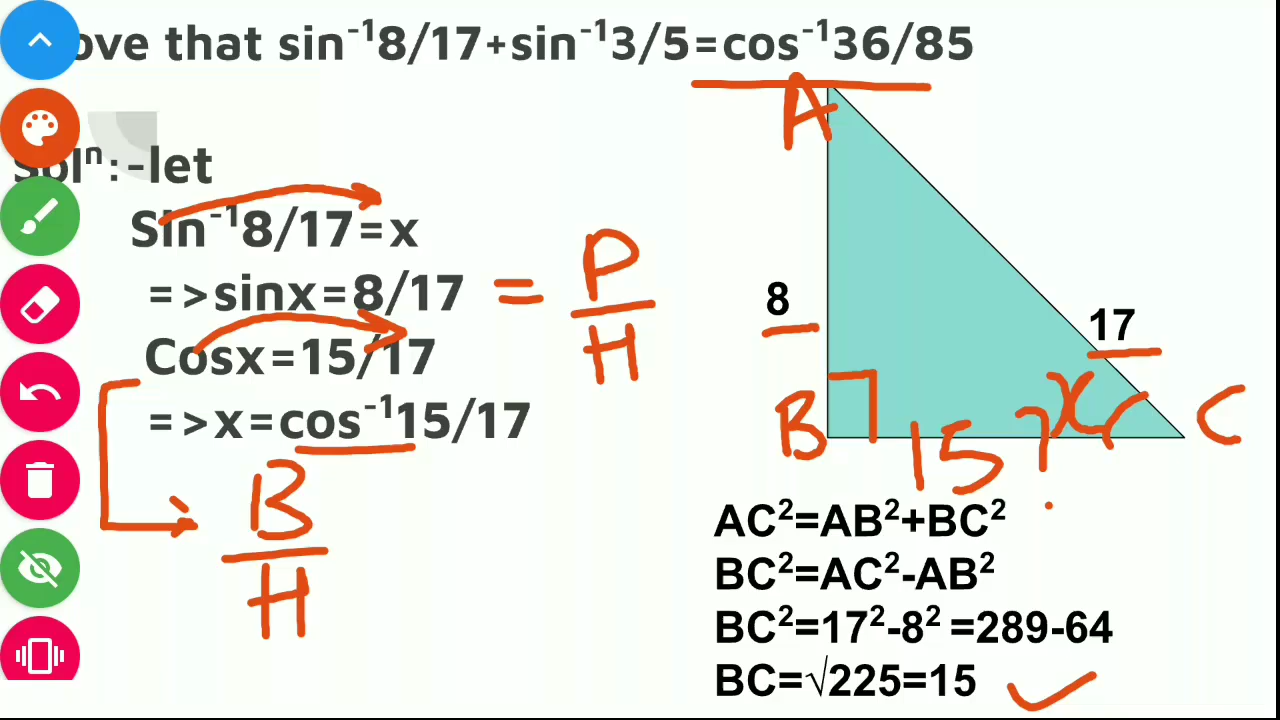 ove that sin⁻¹8/17+sin⁻¹3/5=cos⁻¹36/85
Solⁿ:-let
Sin⁻¹8/17=x
=>sinx=8/17 = P/H
Cosx=15/17
=>x=cos⁻¹15/17
B/H
A
8
17
B
15
?
x
C
AC²=AB²+BC²
BC²=AC²-AB²
BC²=17²-8² =289-64
BC=√225=15